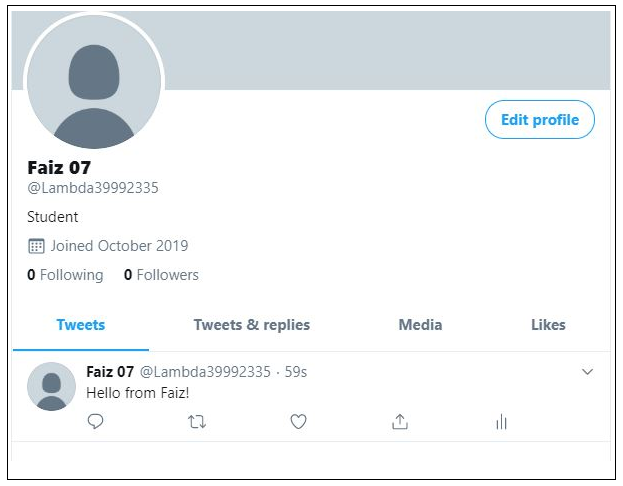 Edit profile
Faiz 07
@Lambda39992335
Student
Joined October 2019
0 Following 0 Followers
Tweets Tweets & replies Media Likes
Faiz 07 @Lambda39992335 · 59s
Hello from Faiz!